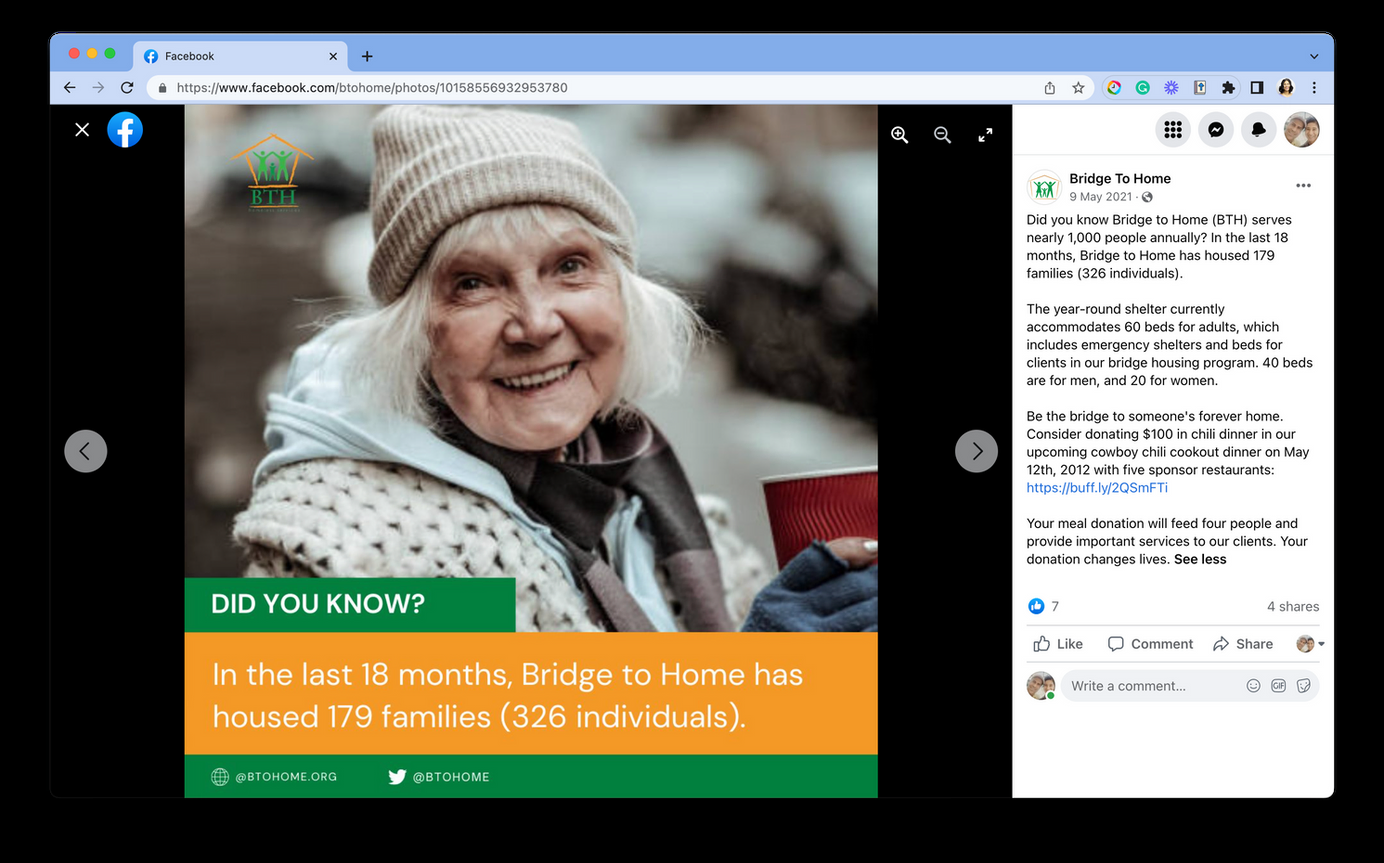 Facebook
https://www.facebook.com/btohome/photos/10158556932953780
BTH
DID YOU KNOW?
In the last 18 months, Bridge to Home has
housed 179 families (326 individuals).
@BTOHOME.ORG
@BTOHOME
Bridge To Home
9 May 2021 ·
Did you know Bridge to Home (BTH) serves
nearly 1,000 people annually? In the last 18
months, Bridge to Home has housed 179
families (326 individuals).
The year-round shelter currently
accommodates 60 beds for adults, which
includes emergency shelters and beds for
clients in our bridge housing program. 40 beds
are for men, and 20 for women.
Be the bridge to someone's forever home.
Consider donating $100 in chili dinner in our
upcoming cowboy chili cookout dinner on May
12th, 2012 with five sponsor restaurants:
https://buff.ly/2QSmFTi
Your meal donation will feed four people and
provide important services to our clients. Your
donation changes lives. See less
7
4 shares
Like
Comment
Share
Write a comment...
GIF